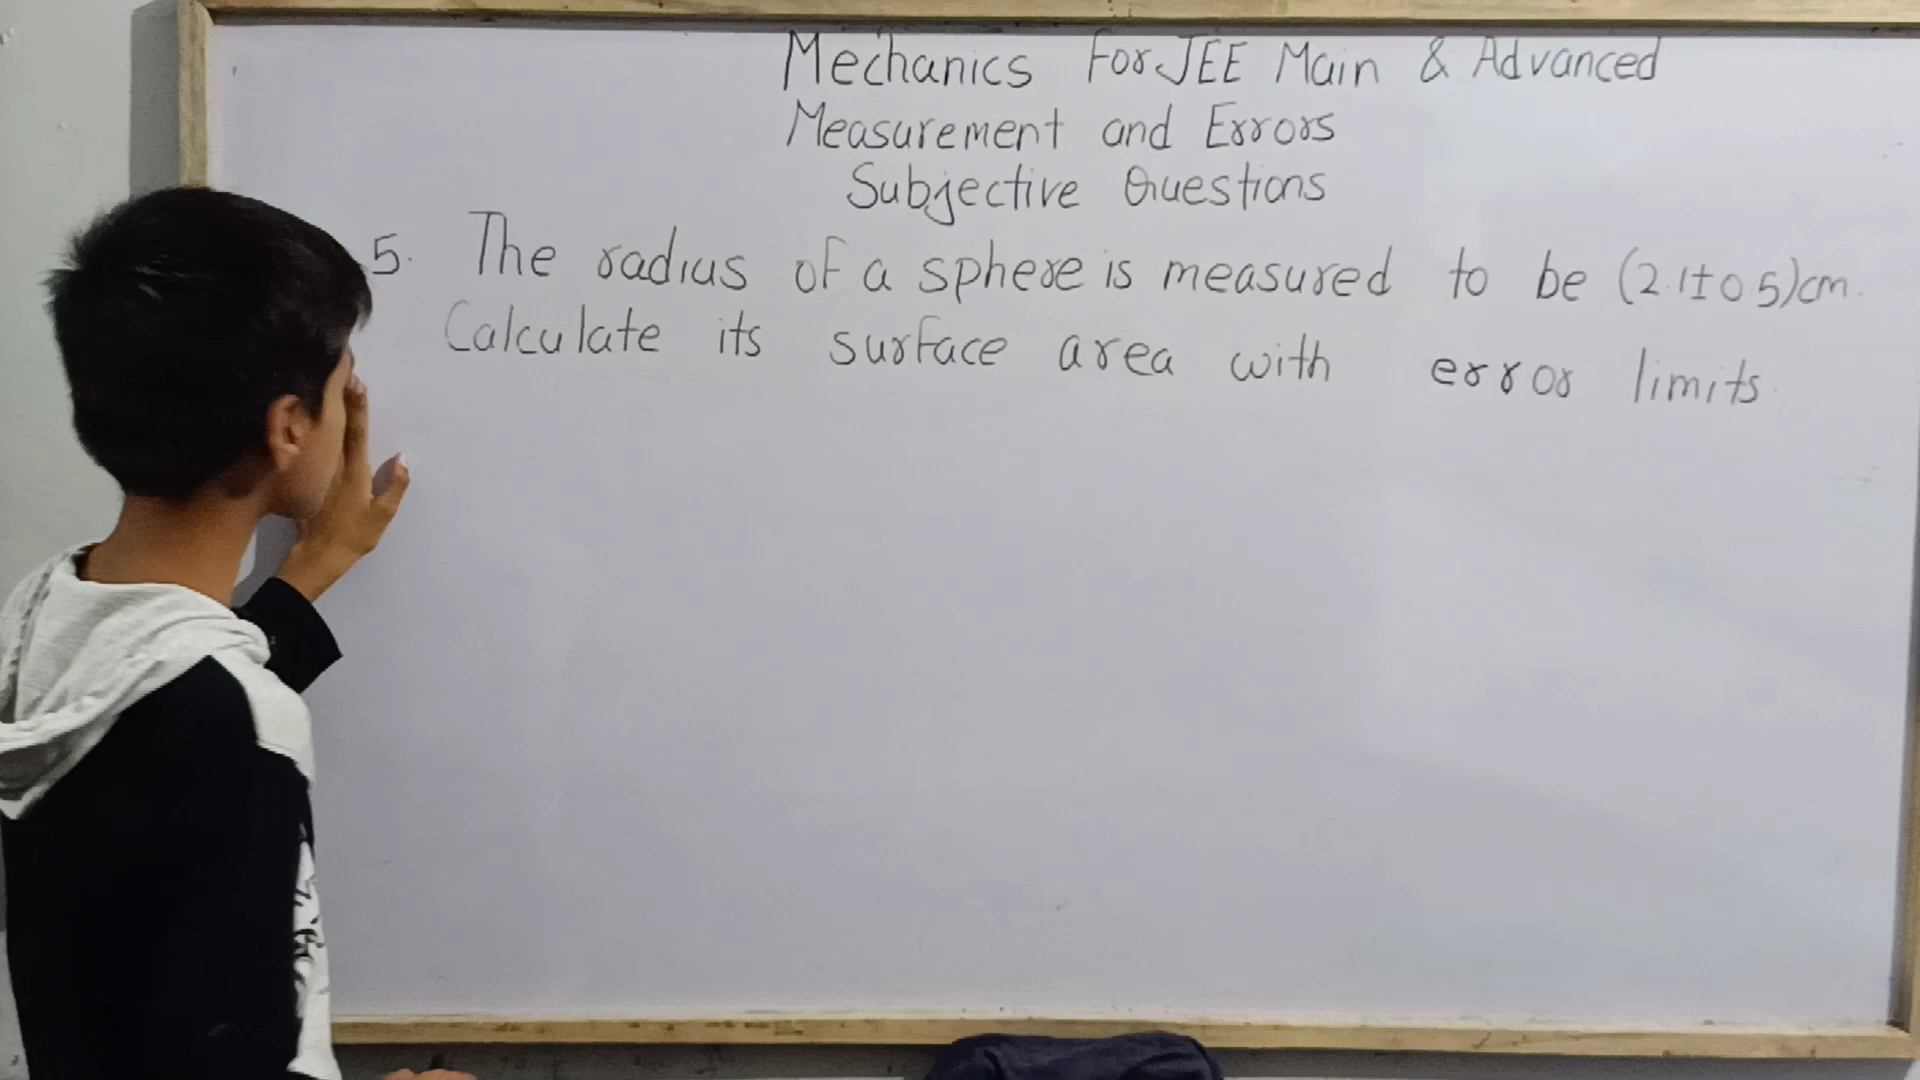 Mechanics For JEE Main & Advanced
Measurement and Errors
Subjective Questions
5. The radius of a sphere is measured to be (2.1±0.5)cm.
Calculate its surface area with error limits.